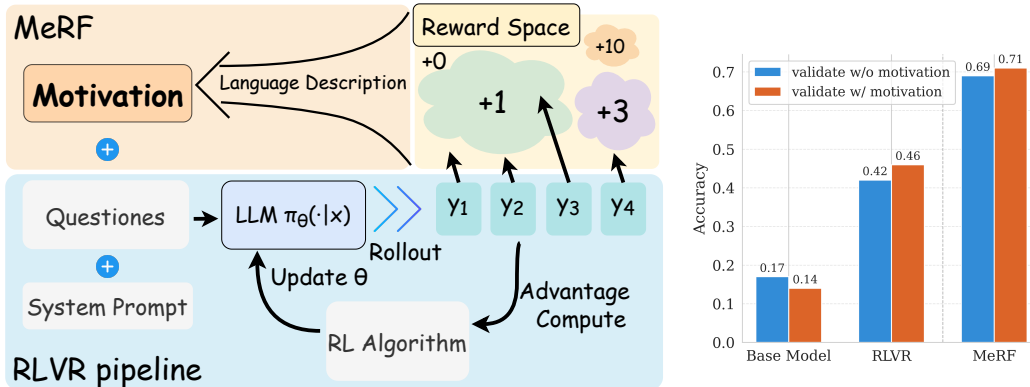 MeRF
Motivation
Language Description
Reward Space
+0
+1
+10
+3
Questiones
System Prompt
LLM πθ(·|x)
Rollout
y1
y2
y3
y4
Update θ
RL Algorithm
Advantage
Compute
RLVR pipeline
validate w/o motivation
validate w/ motivation
Accuracy
0.7
0.6
0.5
0.4
0.3
0.2
0.1
0.0
0.17
0.14
0.42
0.46
0.69
0.71
Base Model
RLVR
MeRF